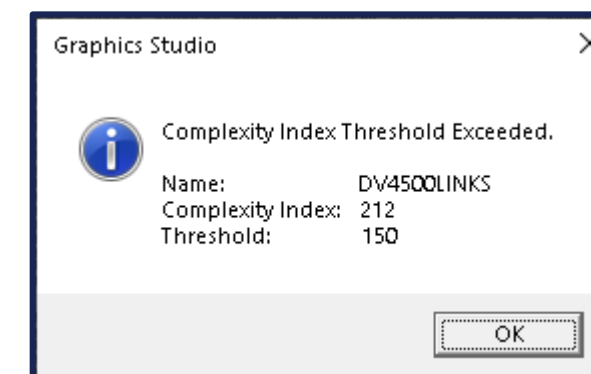 Graphics Studio
Complexity Index Threshold Exceeded.
Name: DV4500LINKS
Complexity Index: 212
Threshold: 150
OK